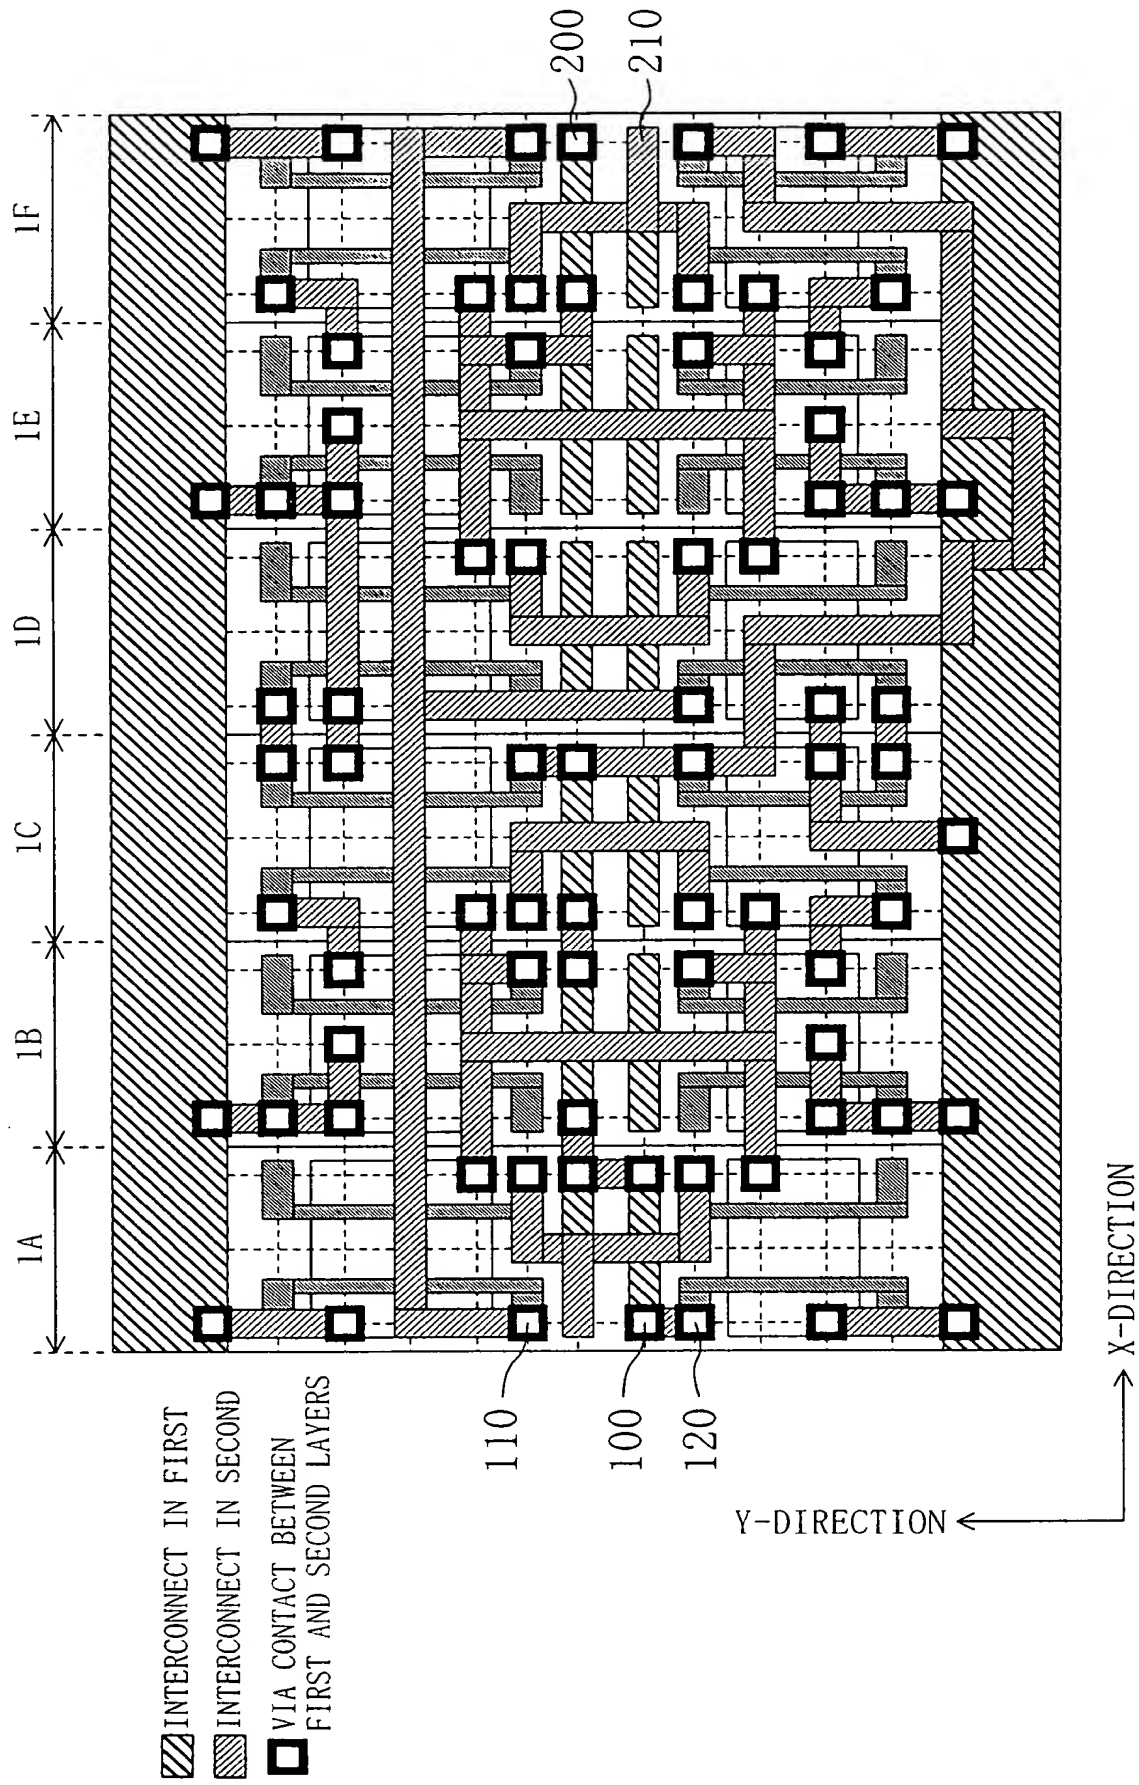 1A
1B
1C
1D
1E
1F
200
210
110
100
120
INTERCONNECT IN FIRST
INTERCONNECT IN SECOND
VIA CONTACT BETWEEN
FIRST AND SECOND LAYERS
Y-DIRECTION
X-DIRECTION